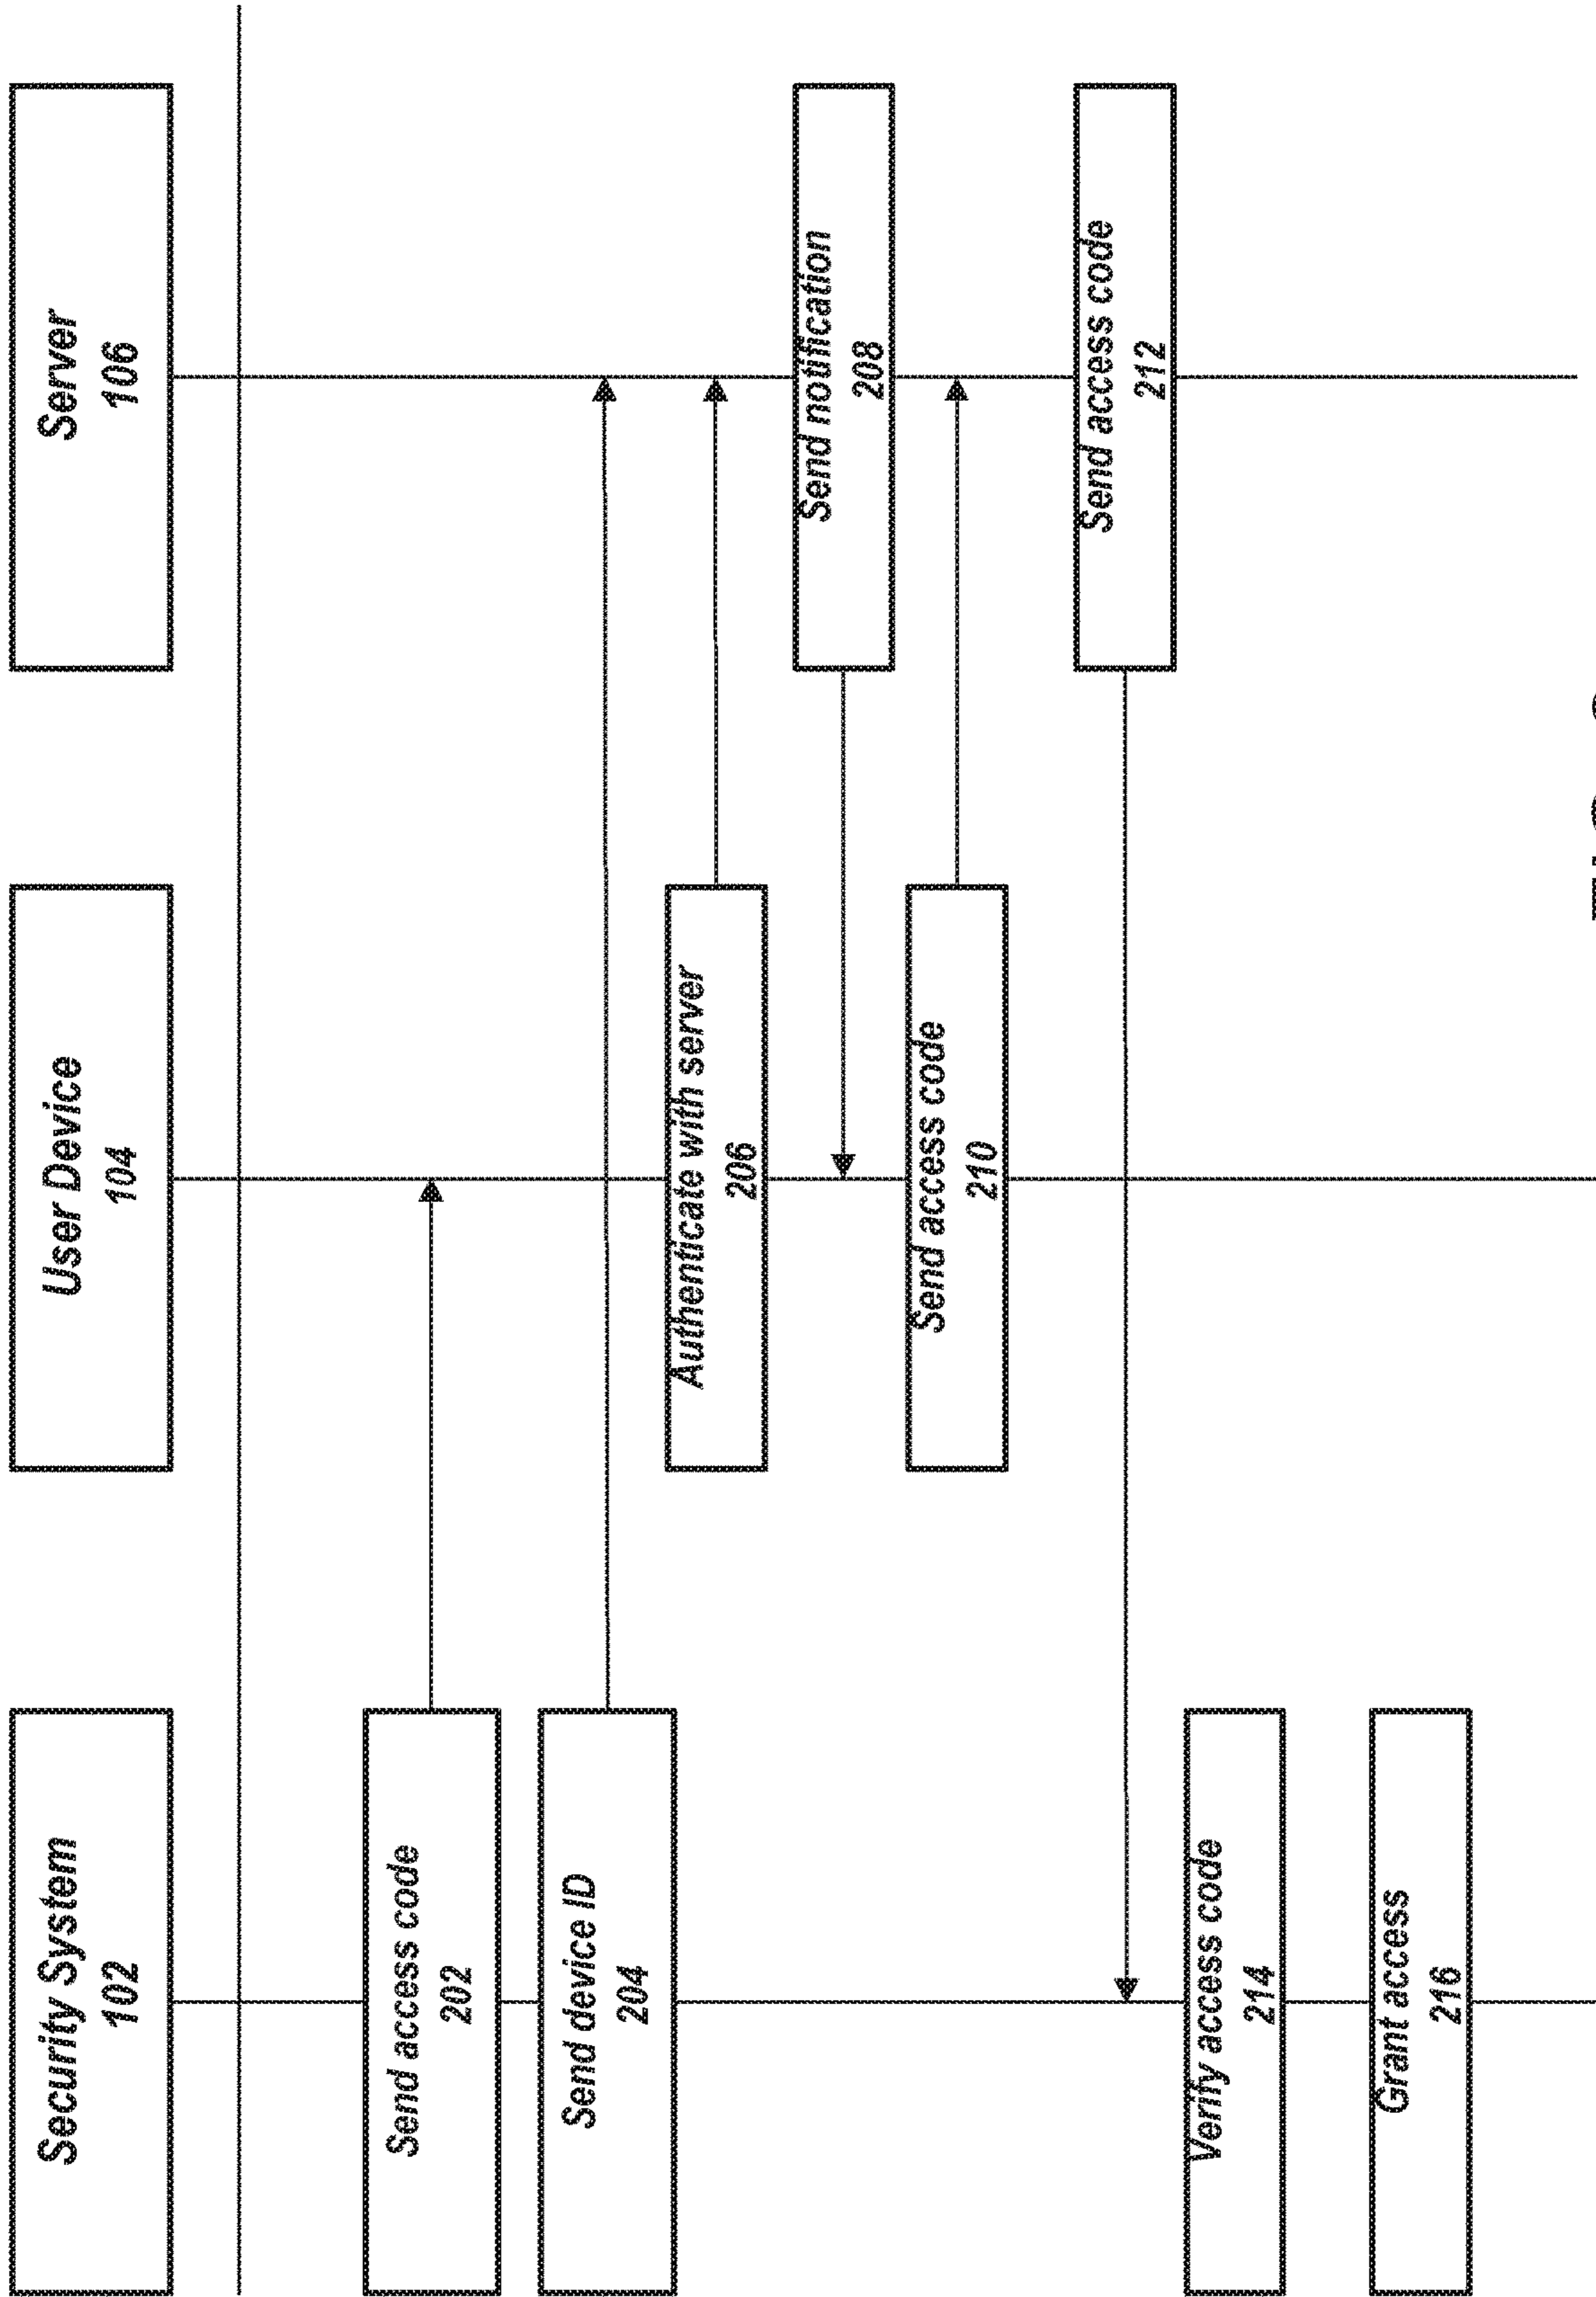 Security System
102
User Device
104
Server
106
Send access code
202
Send device ID
204
Authenticate with server
206
Send notification
208
Send access code
210
Send access code
212
Verify access code
214
Grant access
216